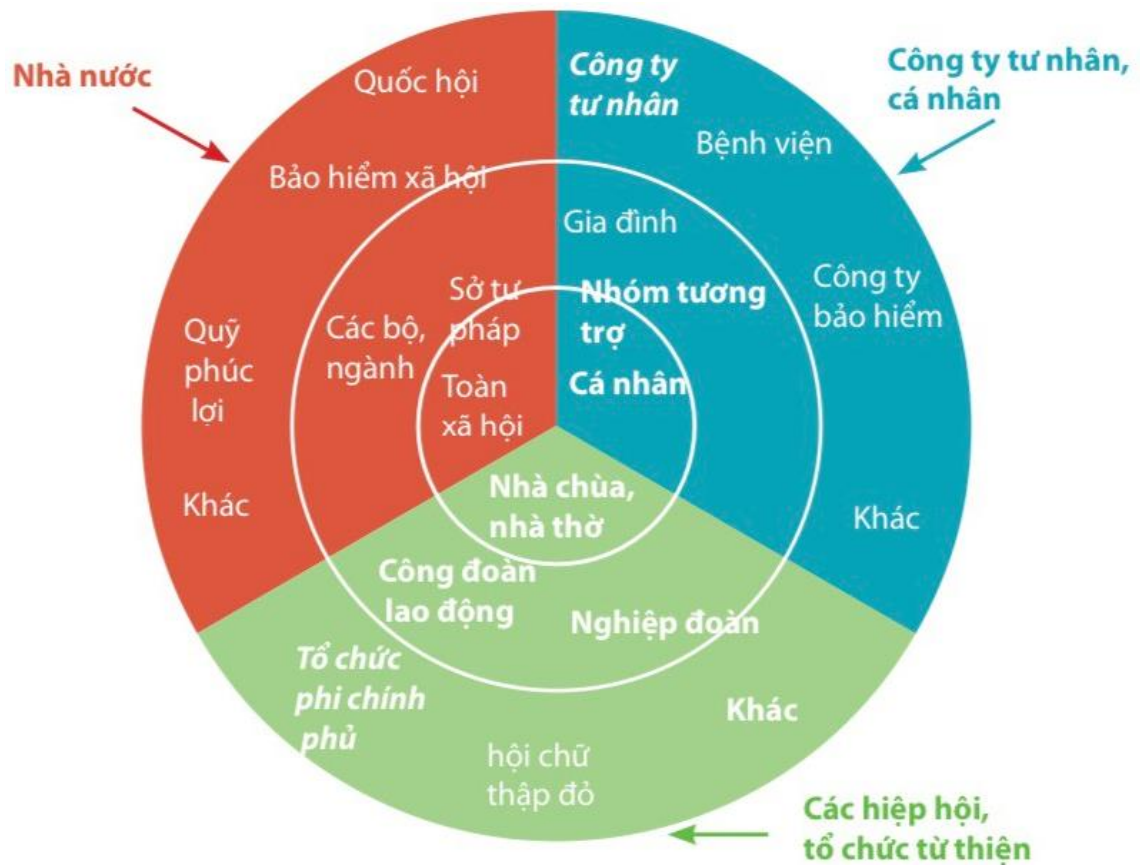 Nhà nước
Quốc hội
Bảo hiểm xã hội
Sở tư
pháp
Các bộ,
ngành
Quỹ
phúc
lợi
Toàn
xã hội
Khác
Công ty
tư nhân
Công ty tư nhân,
cá nhân
Bệnh viện
Gia đình
Nhóm tương
trợ
Công ty
bảo hiểm
Cá nhân
Khác
Nhà chùa,
nhà thờ
Công đoàn
lao động
Nghiệp đoàn
Tổ chức
phi chính
phủ
Khác
hội chữ
thập đỏ
Các hiệp hội,
tổ chức từ thiện